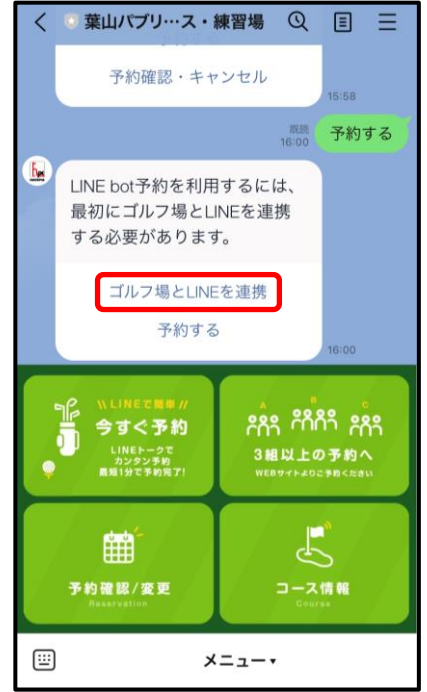 葉山パブリ…ス・練習場
予約確認・キャンセル
15:58
既読
16:00
予約する
LINE bot予約を利用するには、
最初にゴルフ場とLINEを連携
する必要があります。
ゴルフ場とLINEを連携
予約する
16:00
\\LINEで簡単//
今すぐ予約
LINEトークで
カンタン予約
最短1分で予約完了!
A
B
C
3組以上の予約へ
WEBサイトよりご予約ください
予約確認/変更
Reservation
コース情報
Course
メニュー▾